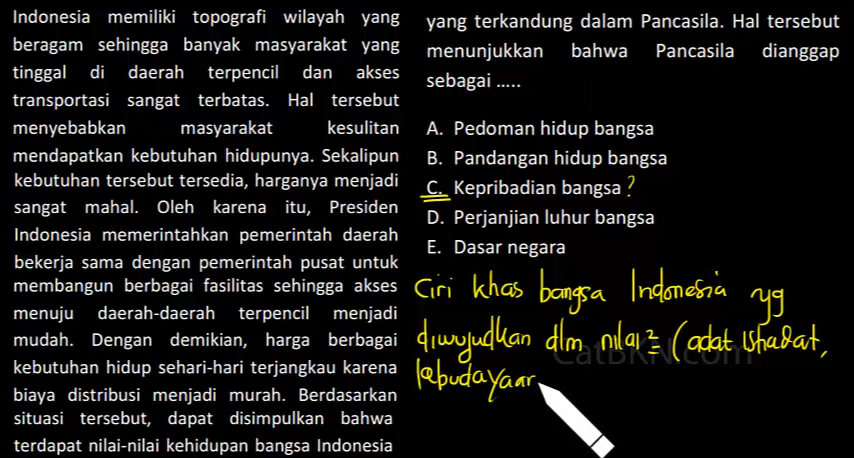 Indonesia memiliki topografi wilayah yang
beragam sehingga banyak masyarakat yang
tinggal di daerah terpencil dan akses
transportasi sangat terbatas. Hal tersebut
menyebabkan masyarakat kesulitan
mendapatkan kebutuhan hidupunya. Sekalipun
kebutuhan tersebut tersedia, harganya menjadi
sangat mahal. Oleh karena itu, Presiden
Indonesia memerintahkan pemerintah daerah
bekerja sama dengan pemerintah pusat untuk
membangun berbagai fasilitas sehingga akses
menuju daerah-daerah terpencil menjadi
mudah. Dengan demikian, harga berbagai
kebutuhan hidup sehari-hari terjangkau karena
biaya distribusi menjadi murah. Berdasarkan
situasi tersebut, dapat disimpulkan bahwa
terdapat nilai-nilai kehidupan bangsa Indonesia
yang terkandung dalam Pancasila. Hal tersebut
menunjukkan bahwa Pancasila dianggap
sebagai .....
A. Pedoman hidup bangsa
B. Pandangan hidup bangsa
C. Kepribadian bangsa ?
D. Perjanjian luhur bangsa
E. Dasar negara
Ciri khas bangsa Indonesia yg
diwujudkan dlm nilai2 (adat istiadat,
CatBKN.com
kebudayaan